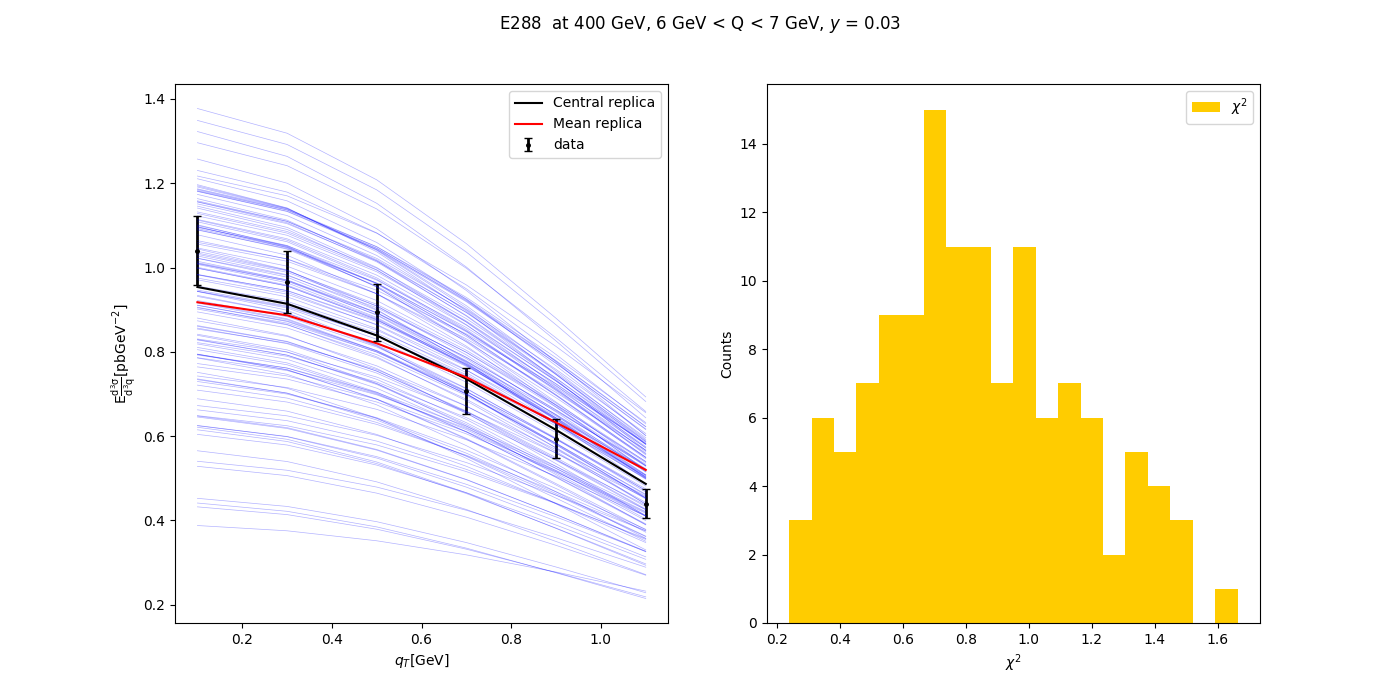 E288 at 400 GeV, 6 GeV < Q < 7 GeV, y = 0.03
Central replica
Mean replica
data
1.4
1.2
1.0
0.8
0.6
0.4
0.2
E d³σ/d³q [pbGeV⁻²]
0.2 0.4 0.6 0.8 1.0
q_T[GeV]
χ²
14
12
10
8
6
4
2
0
Counts
0.2 0.4 0.6 0.8 1.0 1.2 1.4 1.6
χ²